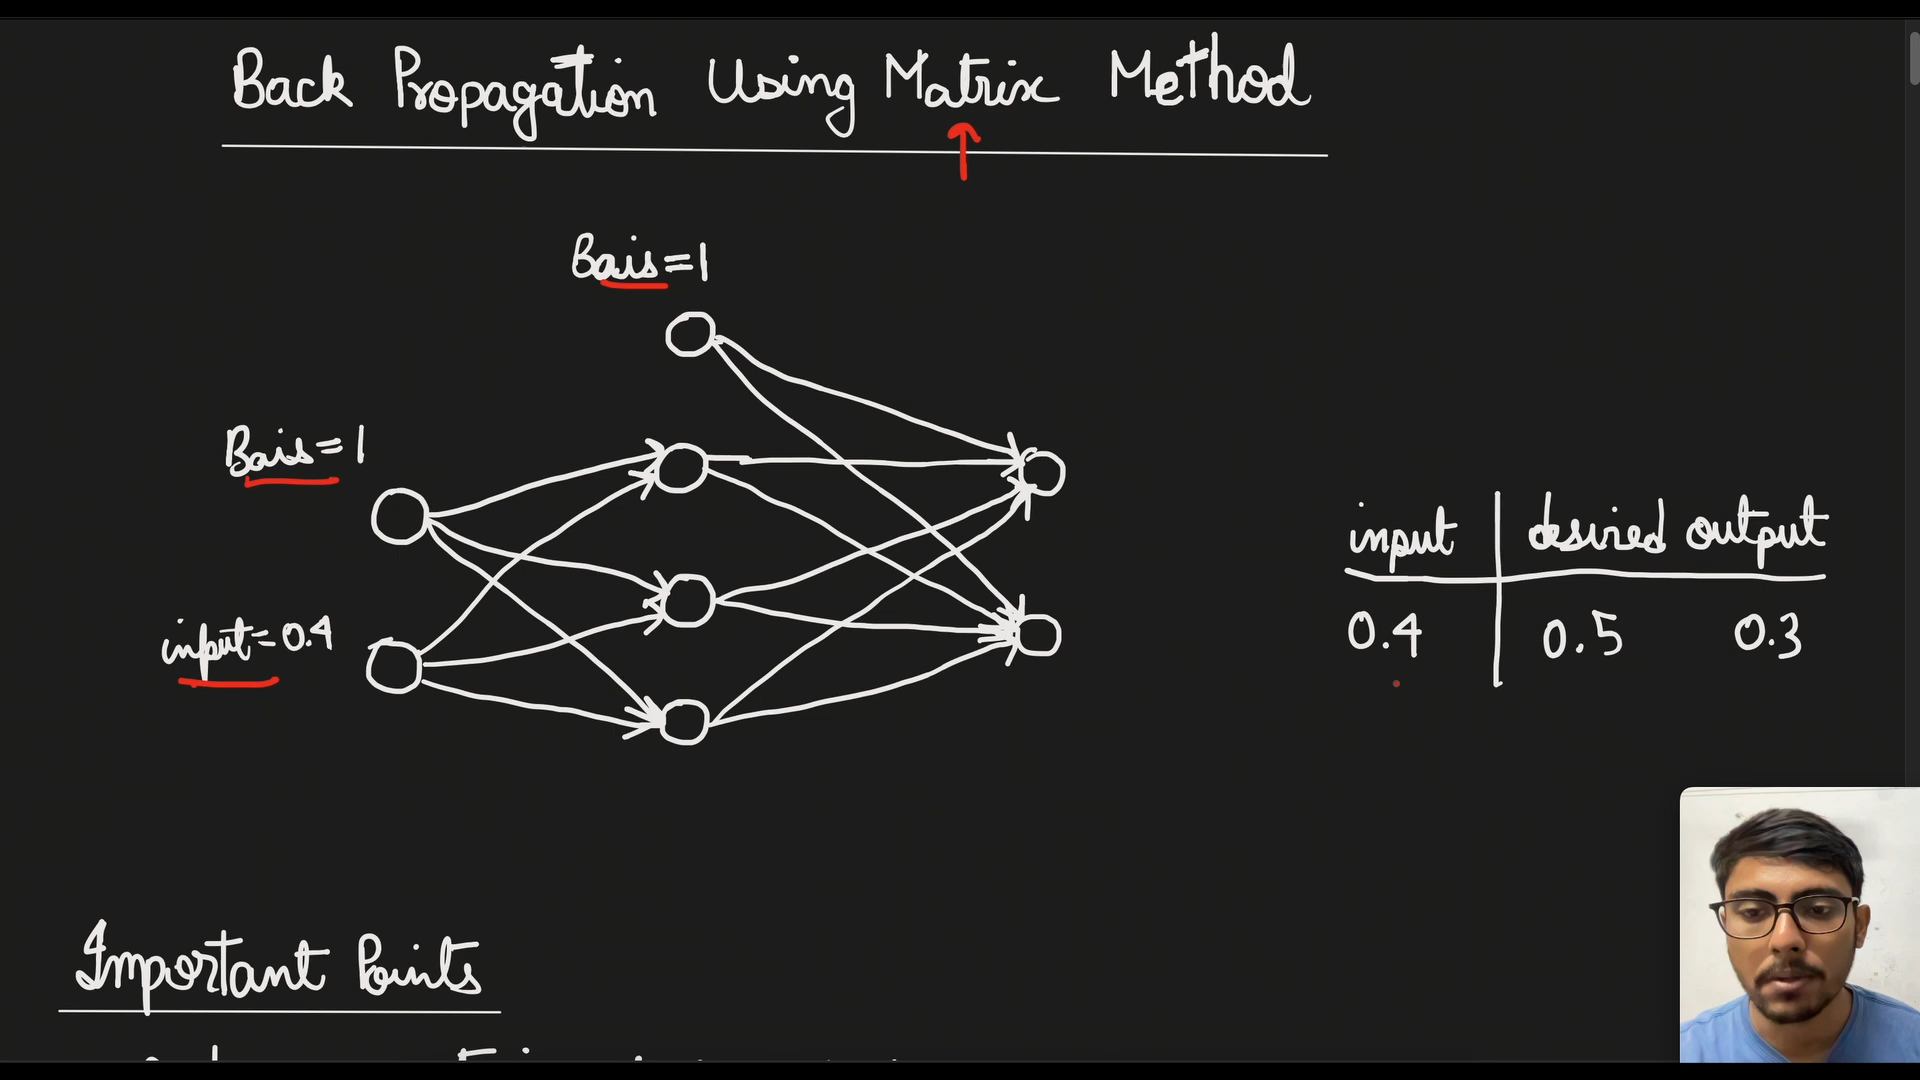 Back Propagation Using Matrix Method
Bais=1
Bais=1
input=0.4
input desired output
0.4 0.5 0.3
Important Points